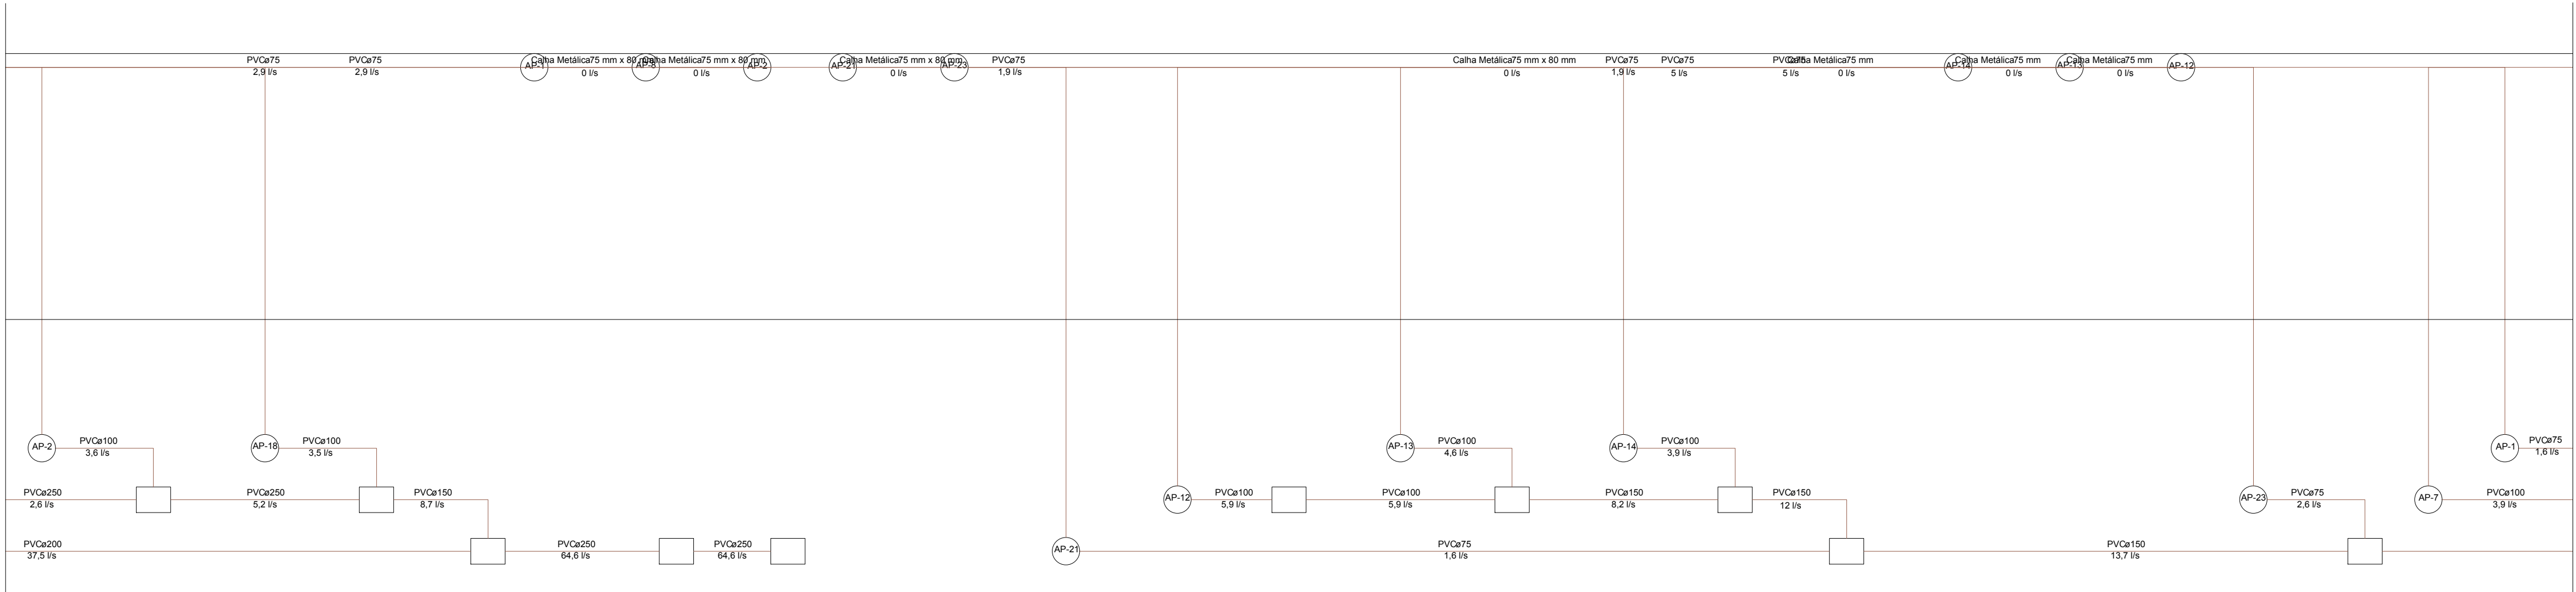 PVCø75
2,9 l/s
PVCø75
2,9 l/s
AP-1
Calha Metálica75 mm x 80 mm
0 l/s
AP-8
Calha Metálica75 mm x 80 mm
0 l/s
AP-2
AP-21
Calha Metálica75 mm x 80 mm
0 l/s
AP-23
PVCø75
1,9 l/s
Calha Metálica75 mm x 80 mm
0 l/s
PVCø75
1,9 l/s
PVCø75
5 l/s
PVCø75
5 l/s
Calha Metálica75 mm
0 l/s
AP-14
Calha Metálica75 mm
0 l/s
AP-13
Calha Metálica75 mm
0 l/s
AP-12
AP-2
PVCø100
3,6 l/s
AP-18
PVCø100
3,5 l/s
AP-13
PVCø100
4,6 l/s
AP-14
PVCø100
3,9 l/s
AP-1
PVCø75
1,6 l/s
PVCø250
2,6 l/s
PVCø250
5,2 l/s
PVCø150
8,7 l/s
AP-12
PVCø100
5,9 l/s
PVCø100
5,9 l/s
PVCø150
8,2 l/s
PVCø150
12 l/s
AP-23
PVCø75
2,6 l/s
AP-7
PVCø100
3,9 l/s
PVCø200
37,5 l/s
PVCø250
64,6 l/s
PVCø250
64,6 l/s
AP-21
PVCø75
1,6 l/s
PVCø150
13,7 l/s